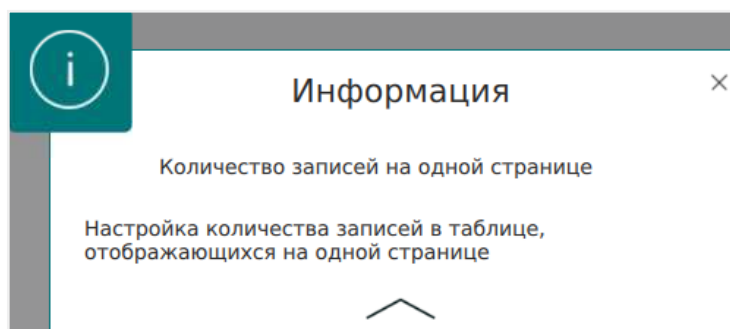 Информация
Количество записей на одной странице
Настройка количества записей в таблице,
отображающихся на одной странице